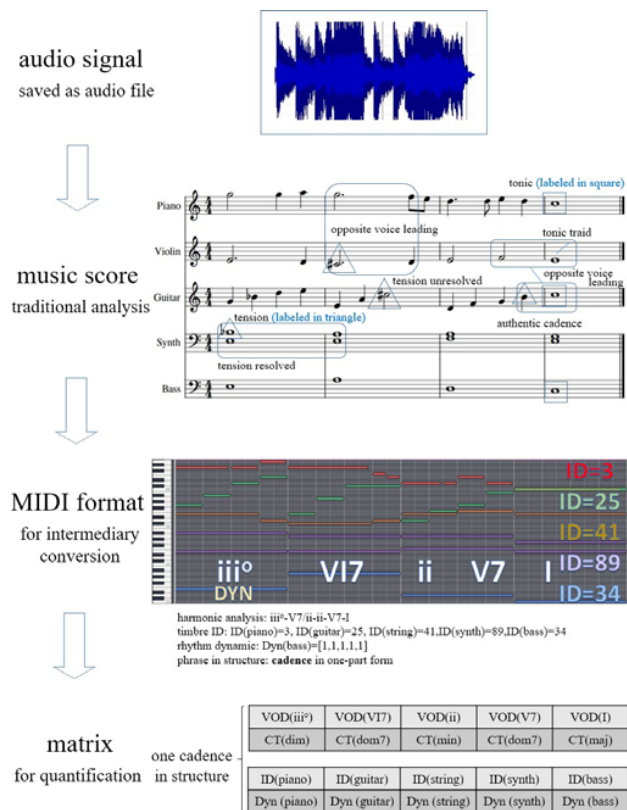 audio signal
saved as audio file
tonic (labeled in square)
Piano
opposite voice leading
tonic traid
Violin
tension unresolved
opposite voice
leading
music score
traditional analysis
Guitar
tension (labeled in triangle)
authentic cadence
Synth
tension resolved
Bass
MIDI format
for intermediary
conversion
ID=3
ID=25
ID=41
ID=89
ID=34
iiiº VI7 ii V7 I
DYN
harmonic analysis: iiiº-V7/ii-ii-V7-I
timbre ID: ID(piano)=3, ID(guitar)=25, ID(string)=41,ID(synth)=89,ID(bass)=34
rhythm dynamic: Dyn(bass)=[1,1,1,1,1]
phrase in structure: cadence in one-part form
matrix
for quantification
one cadence
in structure
VOD(iiiº) VOD(VI7) VOD(ii) VOD(V7) VOD(I)
CT(dim) CT(dom7) CT(min) CT(dom7) CT(maj)
ID(piano) ID(guitar) ID(string) ID(synth) ID(bass)
Dyn (piano) Dyn (guitar) Dyn (string) Dyn (synth) Dyn (bass)